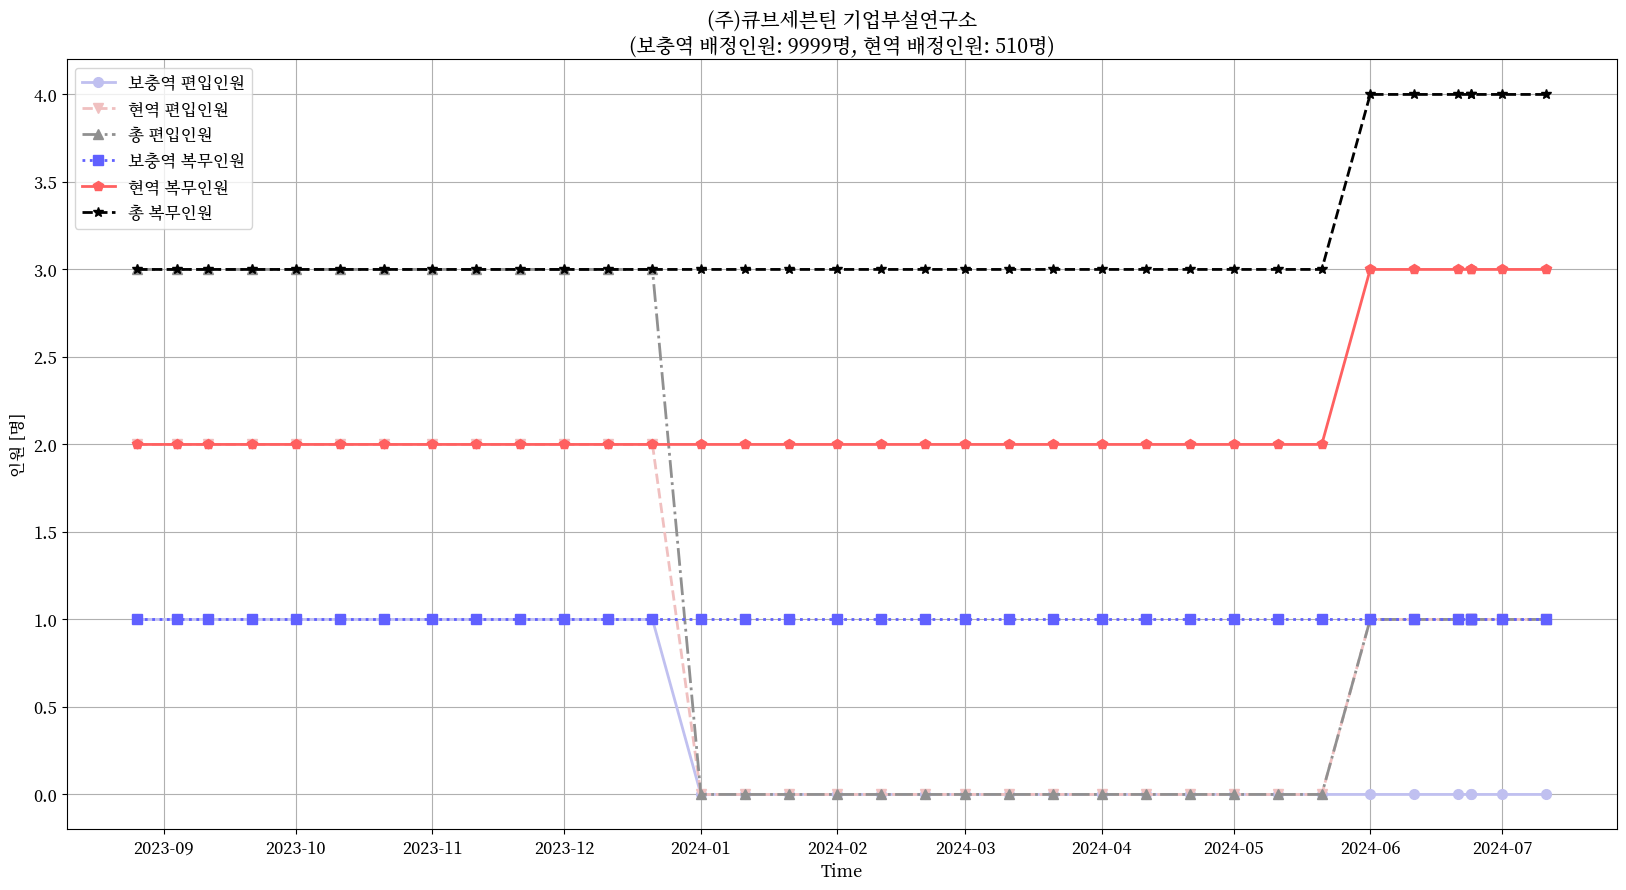 (주)큐브세븐틴 기업부설연구소
(보충역 배정인원: 9999명, 현역 배정인원: 510명)
보충역 편입인원
현역 편입인원
총 편입인원
보충역 복무인원
현역 복무인원
총 복무인원
4.0
3.5
3.0
2.5
2.0
1.5
1.0
0.5
0.0
인원 [명]
2023-09 2023-10 2023-11 2023-12 2024-01 2024-02 2024-03 2024-04 2024-05 2024-06 2024-07
Time